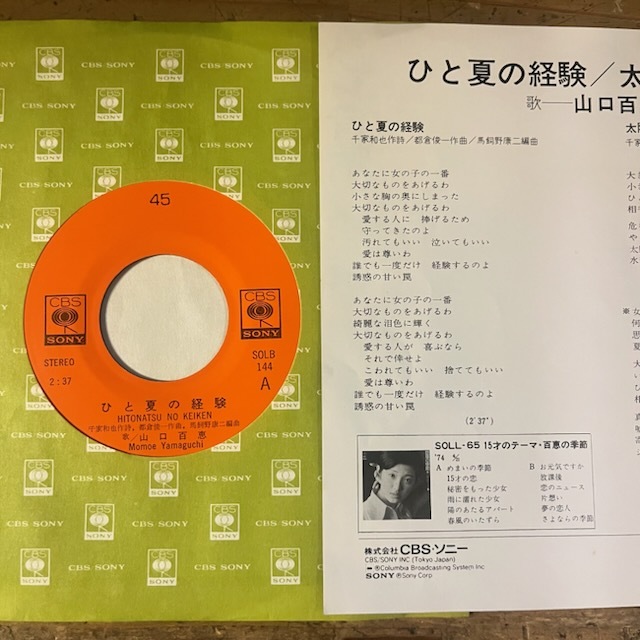 CBS/SONY
CBS SONY
45
CBS
SONY
CBS
SONY
STEREO
2:37
SOLB
144
A
ひと夏の経験
HITONATSU NO KEIKEN
千家和也作詩。都倉俊一作曲。馬飼野康二編曲
歌/山口百恵
Momoe Yamaguchi
ひと夏の経験/太
歌――山口百
ひと夏の経験
千家和也作詩/都倉俊一作曲/馬飼野康二編曲
あなたに女の子の一番
大切なものをあげるわ
小さな胸の奥にしまった
大切なものをあげるわ
愛する人に 捧げるため
守ってきたのよ
汚れてもいい 泣いてもいい
愛は尊いわ
誰でも一度だけ 経験するのよ
誘惑の甘い罠
あなたに女の子の一番
大切なものをあげるわ
綺麗な泪色に輝く
大切なものをあげるわ
愛する人が 喜ぶなら
それで倖せよ
こわれてもいい 捨ててもいい
愛は尊いわ
誰でも一度だけ 経験するのよ
誘惑の甘い罠
(2'37")
SOLL-65 15才のテーマ・百恵の季節
'74
A めまいの季節
15才の恋
秘密をもった少女
雨に濡れた少女
陽のあたるアパート
春風のいたずら
B お元気ですか
放課後
恋のニュース
片想い
夢の恋人
さよならの季節
株式会社 CBS・ソニー
CBS/SONY INC (Tokyo Japan)
®Columbia Broadcasting System Inc
SONY ®Sony Corp